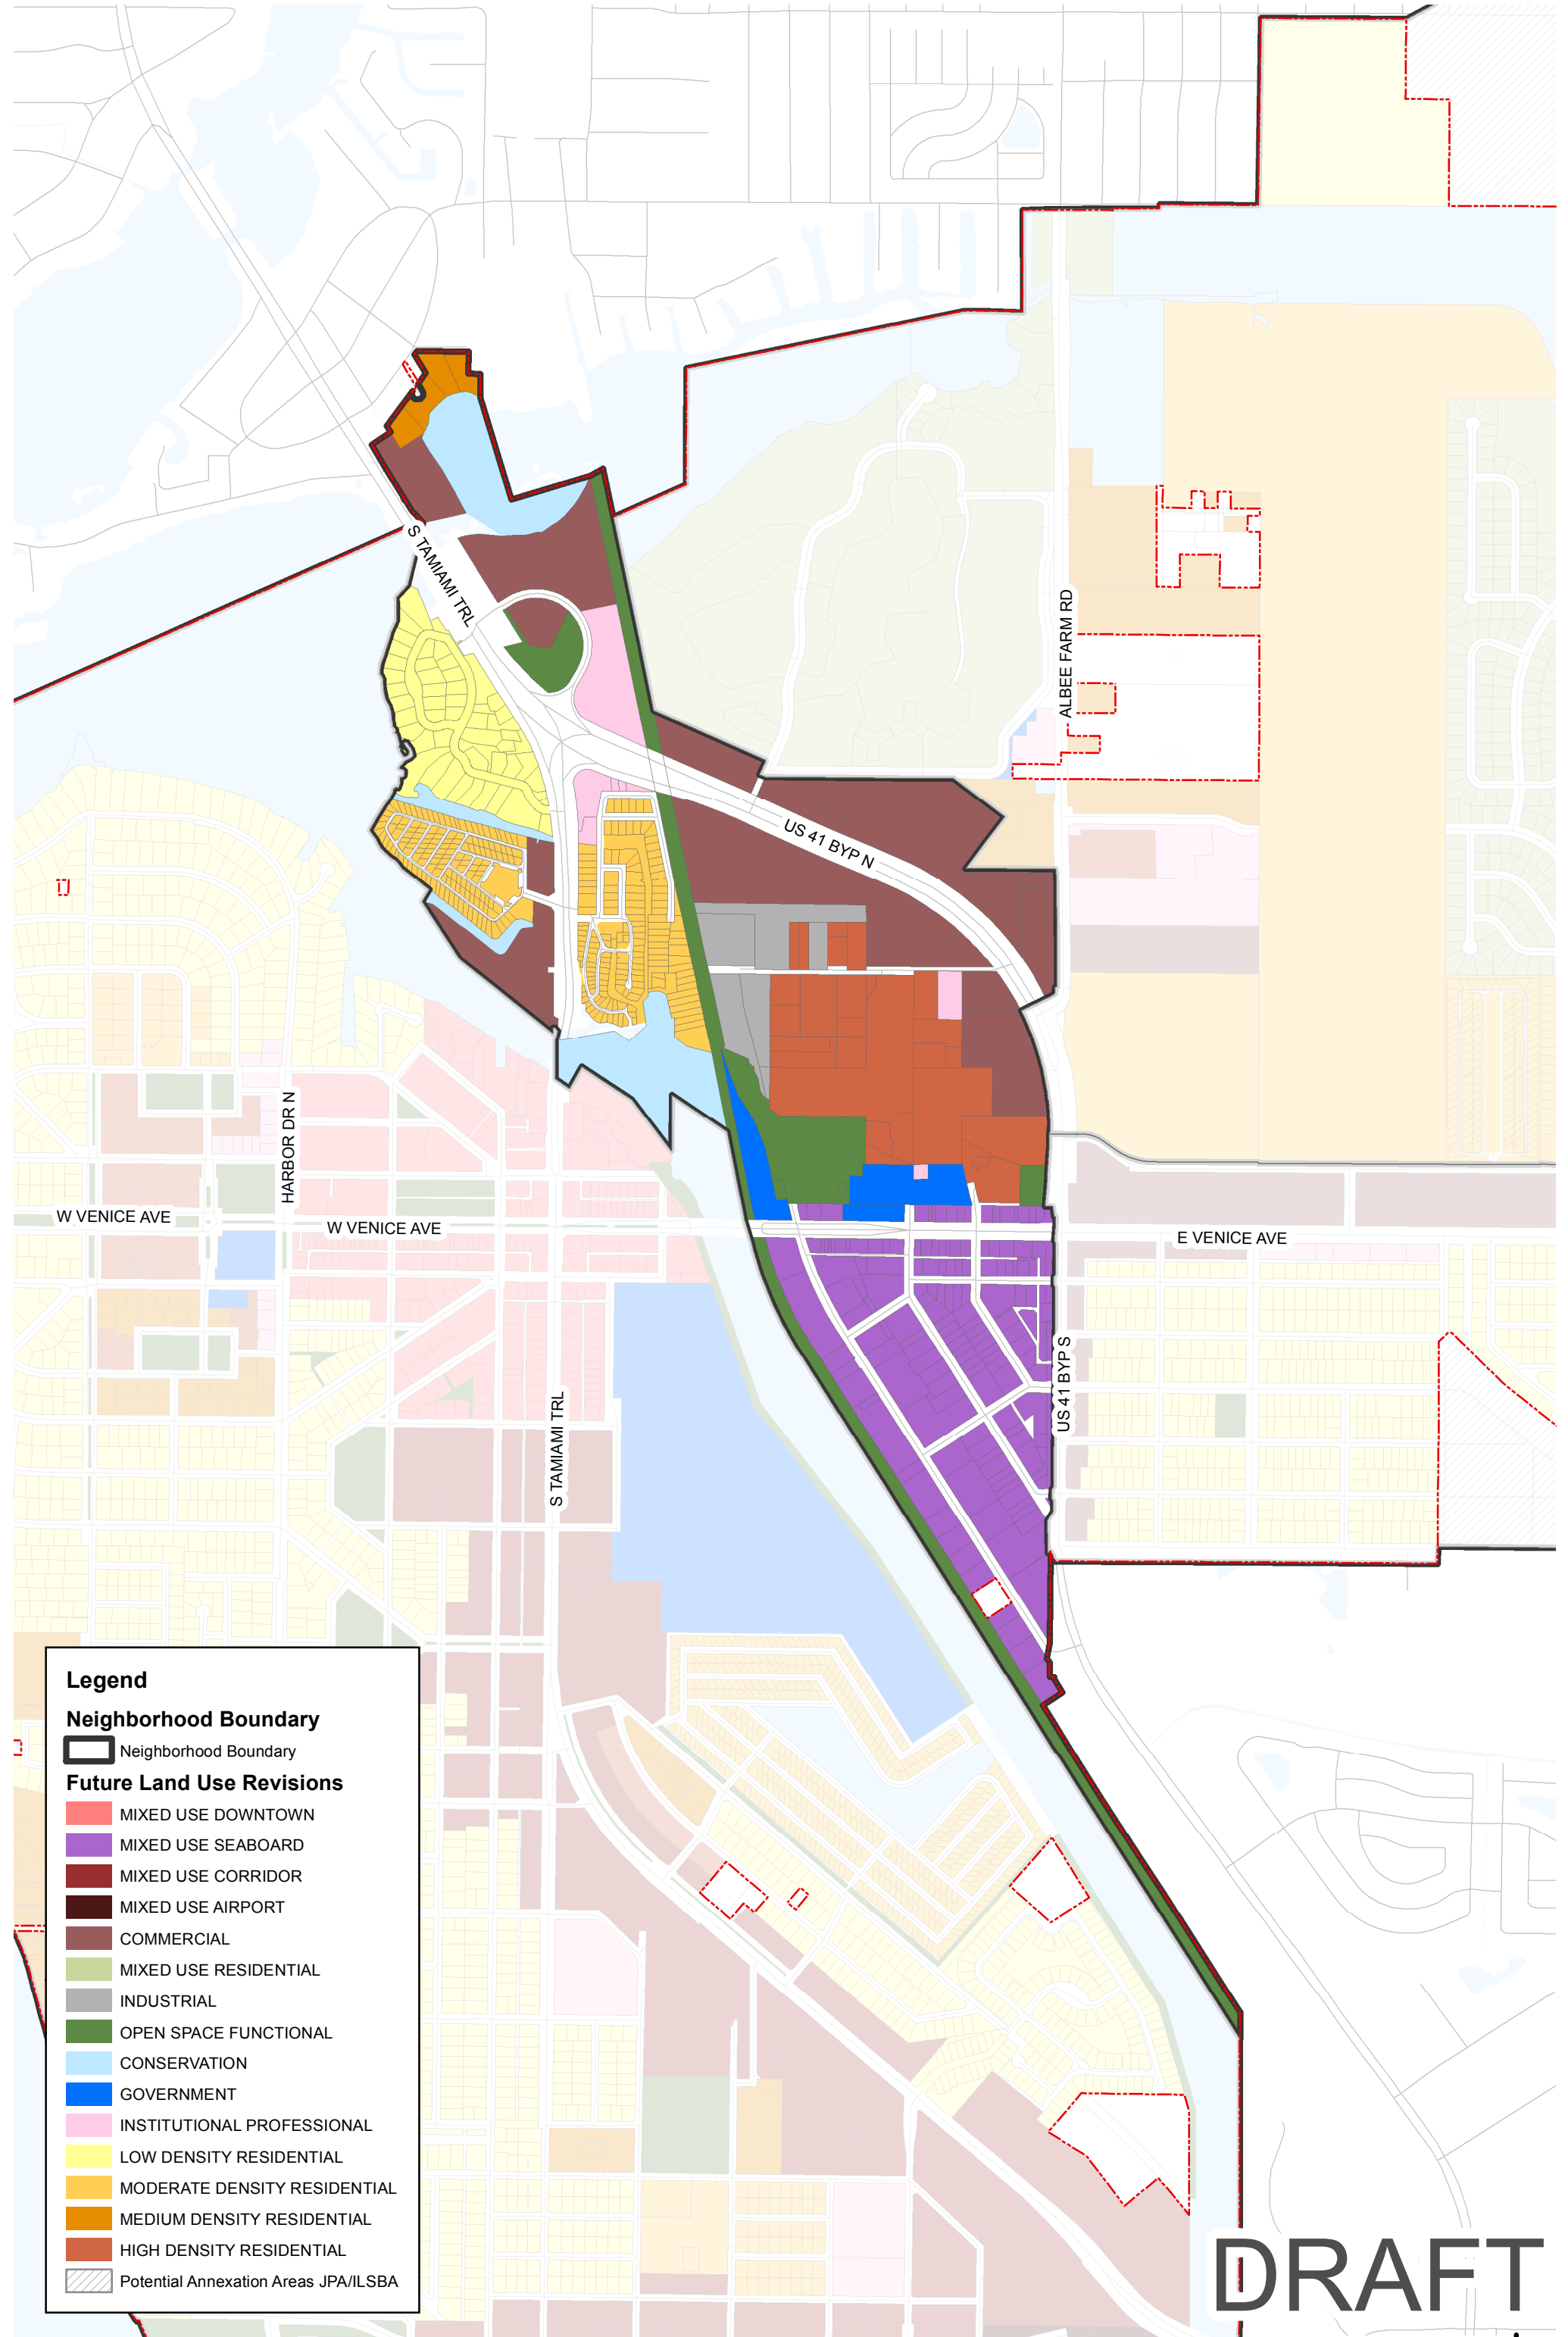 S TAMIAMI TRL
ALBEE FARM RD
US 41 BYP N
HARBOR DR N
W VENICE AVE
W VENICE AVE
E VENICE AVE
US 41 BYP S
S TAMIAMI TRL
Legend
Neighborhood Boundary
Neighborhood Boundary
Future Land Use Revisions
MIXED USE DOWNTOWN
MIXED USE SEABOARD
MIXED USE CORRIDOR
MIXED USE AIRPORT
COMMERCIAL
MIXED USE RESIDENTIAL
INDUSTRIAL
OPEN SPACE FUNCTIONAL
CONSERVATION
GOVERNMENT
INSTITUTIONAL PROFESSIONAL
LOW DENSITY RESIDENTIAL
MODERATE DENSITY RESIDENTIAL
MEDIUM DENSITY RESIDENTIAL
HIGH DENSITY RESIDENTIAL
Potential Annexation Areas JPA/ILSBA
DRAFT